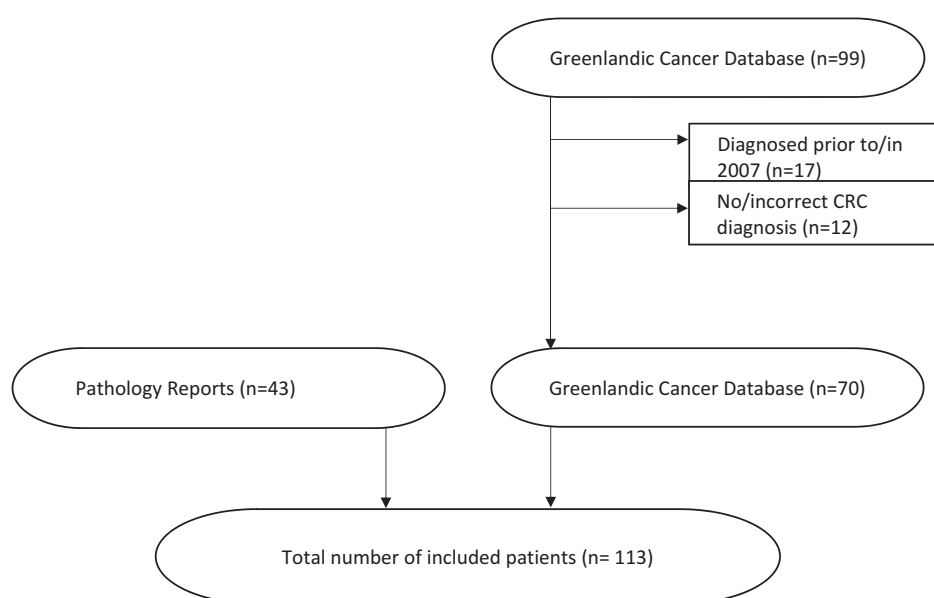 Greenlandic Cancer Database (n=99)
Diagnosed prior to/in
2007 (n=17)
No/incorrect CRC
diagnosis (n=12)
Pathology Reports (n=43)
Greenlandic Cancer Database (n=70)
Total number of included patients (n= 113)